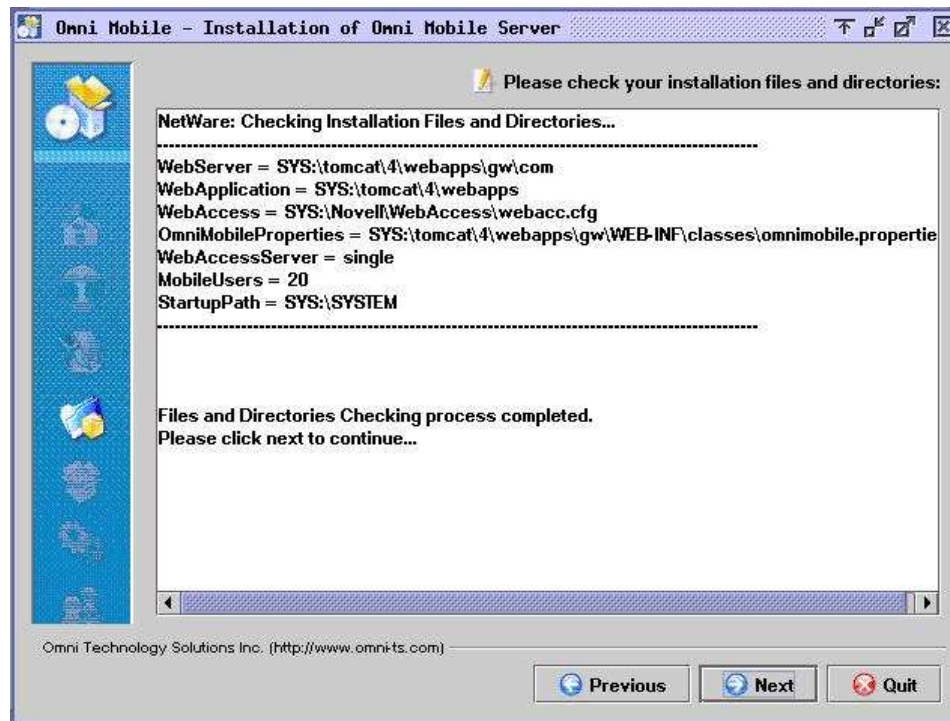 Omni Mobile - Installation of Omni Mobile Server
Please check your installation files and directories:
NetWare: Checking Installation Files and Directories...
----------------------------------------------------------------------------------------------------
WebServer = SYS:\tomcat\4\webapps\gw\com
WebApplication = SYS:\tomcat\4\webapps
WebAccess = SYS:\Novell\WebAccess\webacc.cfg
OmniMobileProperties = SYS:\tomcat\4\webapps\gw\WEB-INF\classes\omnimobile.propertie
WebAccessServer = single
MobileUsers = 20
StartupPath = SYS:\SYSTEM
----------------------------------------------------------------------------------------------------
Files and Directories Checking process completed.
Please click next to continue...
Omni Technology Solutions Inc. (http://www.omni-ts.com)
Previous
Next
Quit